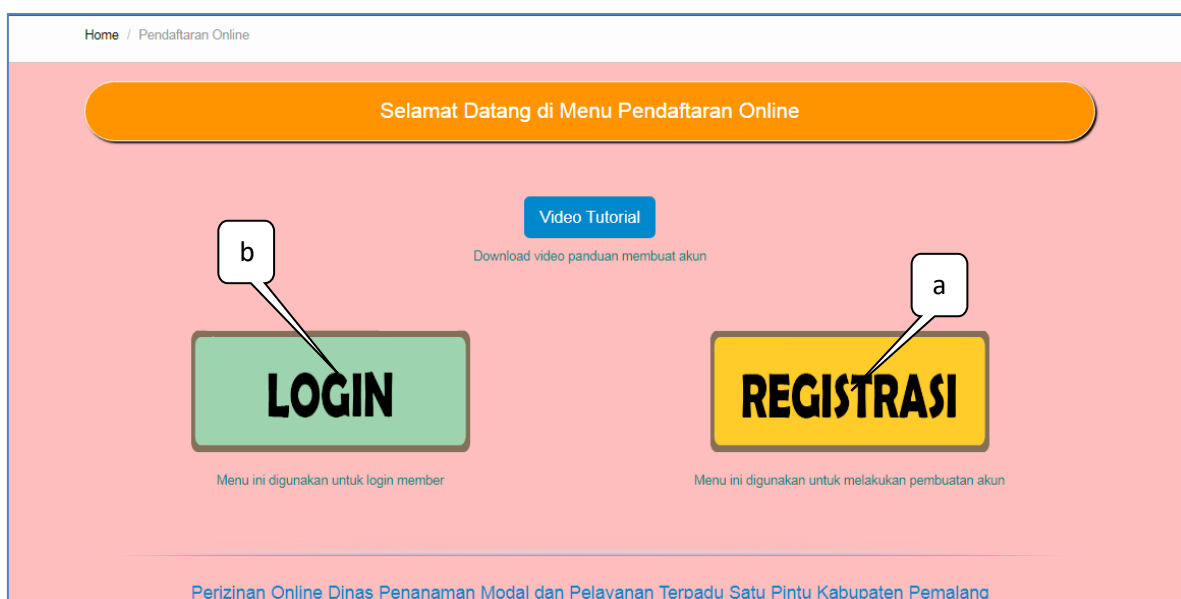 Home / Pendaftaran Online
Selamat Datang di Menu Pendaftaran Online
Video Tutorial
Download video panduan membuat akun
b
a
LOGIN
REGISTRASI
Menu ini digunakan untuk login member
Menu ini digunakan untuk melakukan pembuatan akun
Perizinan Online Dinas Penanaman Modal dan Pelayanan Terpadu Satu Pintu Kabupaten Pemalang